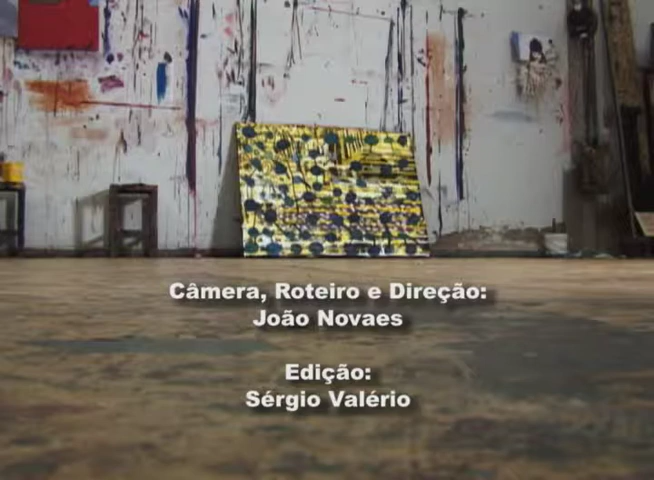 Câmera, Roteiro e Direção:
João Novaes
Edição:
Sérgio Valério